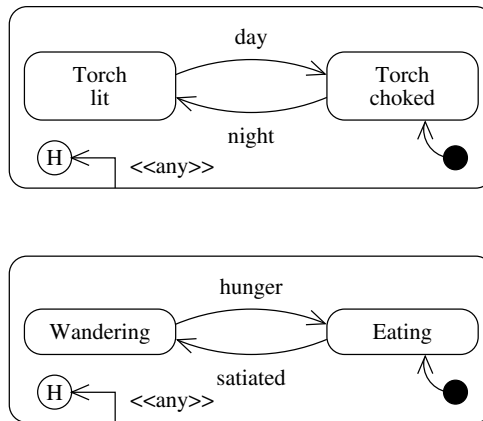 day
Torch
lit
Torch
choked
night
H
<<any>>
hunger
Wandering
Eating
satiated
H
<<any>>